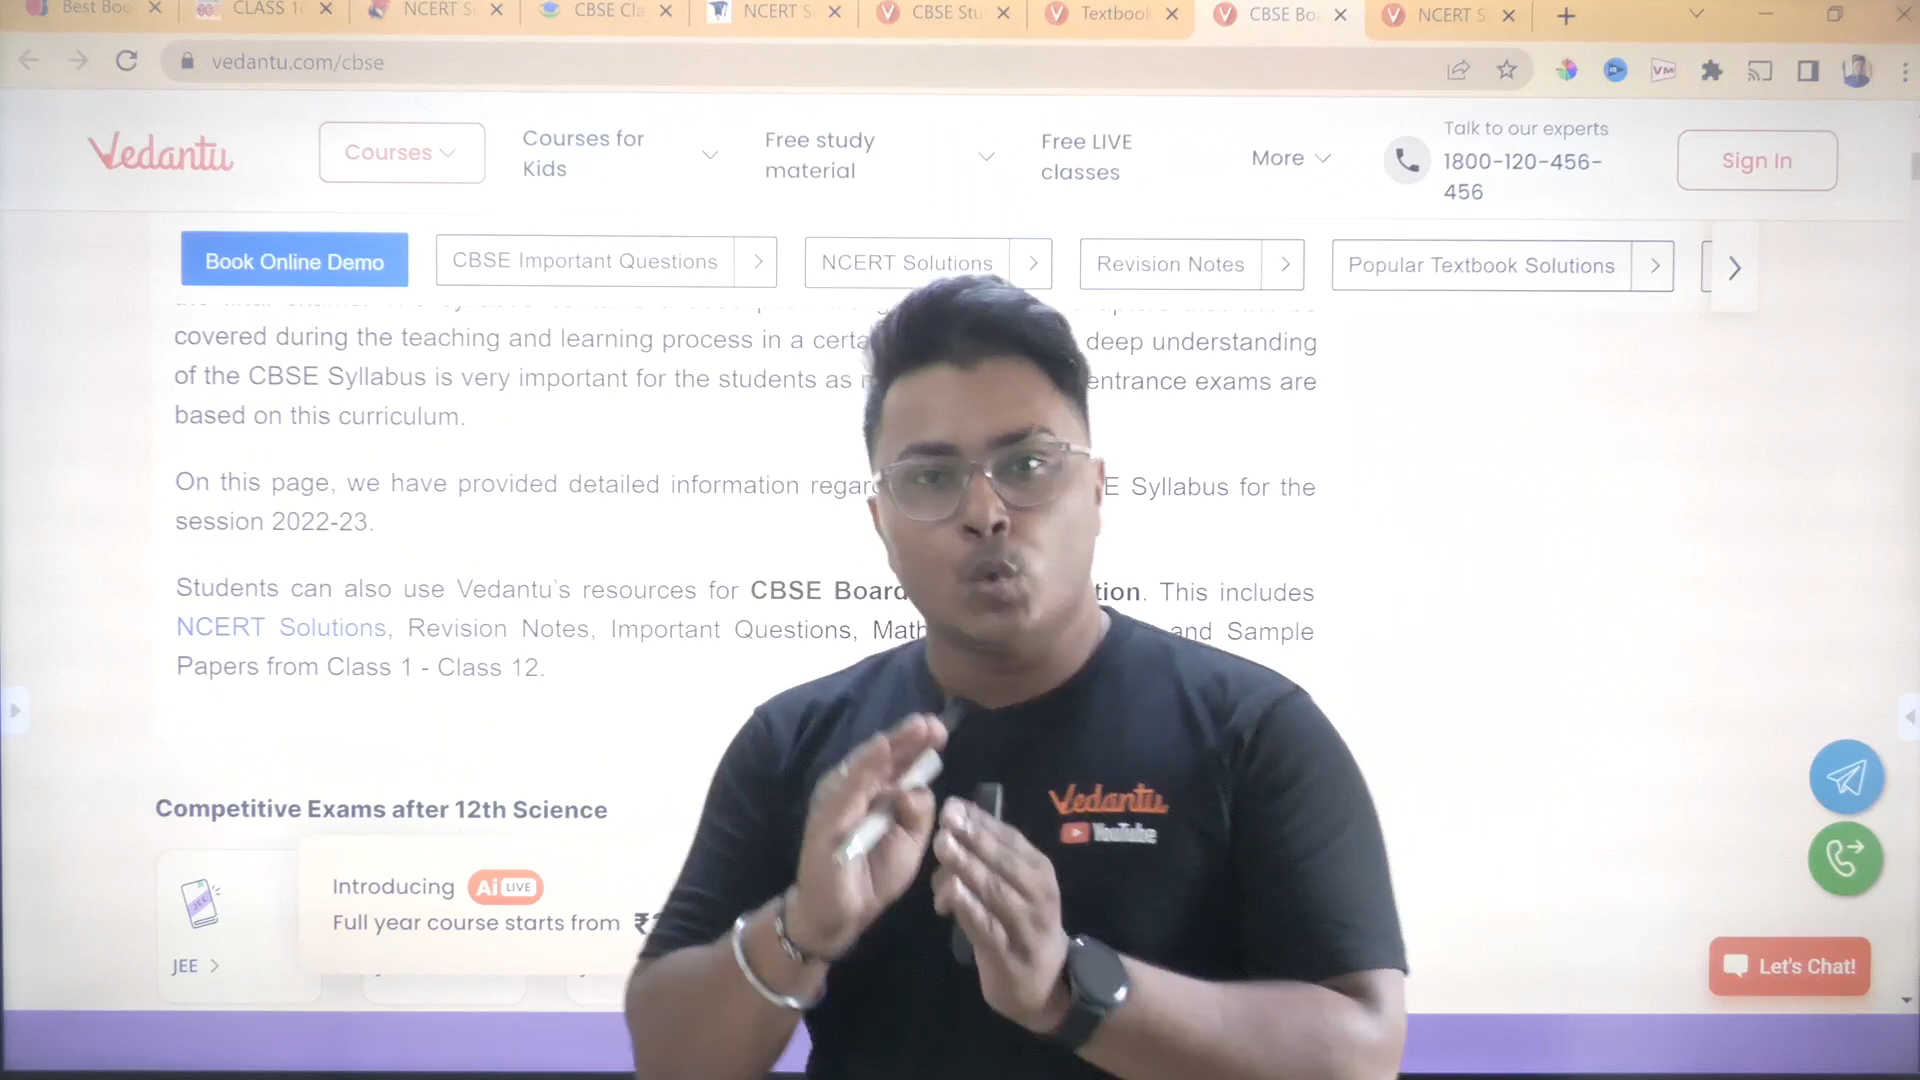 Best Boo
CLASS 1
NCERT S
CBSE Cla
NCERT S
CBSE Stu
Textbook
CBSE Bo
NCERT S
vedantu.com/cbse
VM
Vedantu
Courses
Courses for
Kids
Free study
material
Free LIVE
classes
More
Talk to our experts
1800-120-456-
456
Sign In
Book Online Demo
CBSE Important Questions
NCERT Solutions
Revision Notes
Popular Textbook Solutions
covered during the teaching and learning process in a certa deep understanding
of the CBSE Syllabus is very important for the students as entrance exams are
based on this curriculum.
On this page, we have provided detailed information regar E Syllabus for the
session 2022-23.
Students can also use Vedantu's resources for CBSE Board tion. This includes
NCERT Solutions, Revision Notes, Important Questions, Math and Sample
Papers from Class 1 - Class 12.
Competitive Exams after 12th Science
JEE
Introducing Ai LIVE
Full year course starts from ₹
JEE
Vedantu
YouTube
Let's Chat!